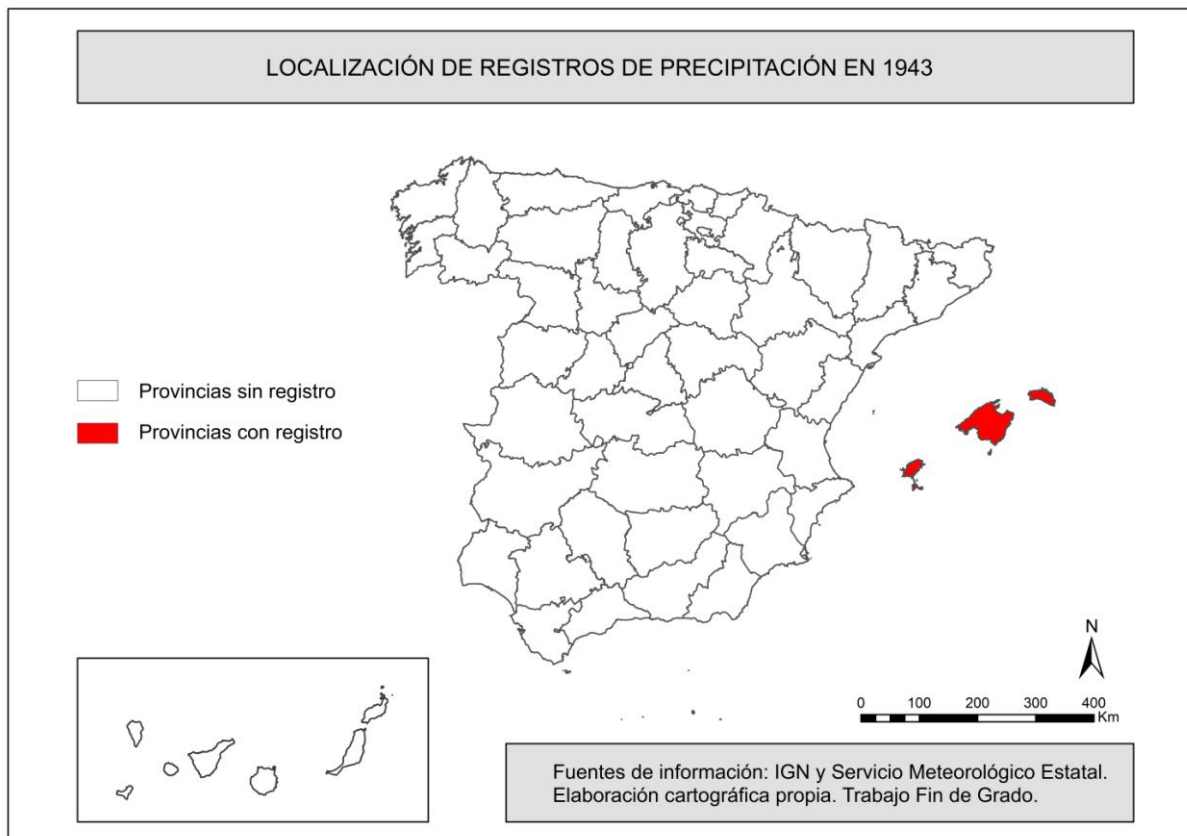 LOCALIZACIÓN DE REGISTROS DE PRECIPITACIÓN EN 1943
Provincias sin registro
Provincias con registro
N
0 100 200 300 400
Km
Fuentes de información: IGN y Servicio Meteorológico Estatal.
Elaboración cartográfica propia. Trabajo Fin de Grado.